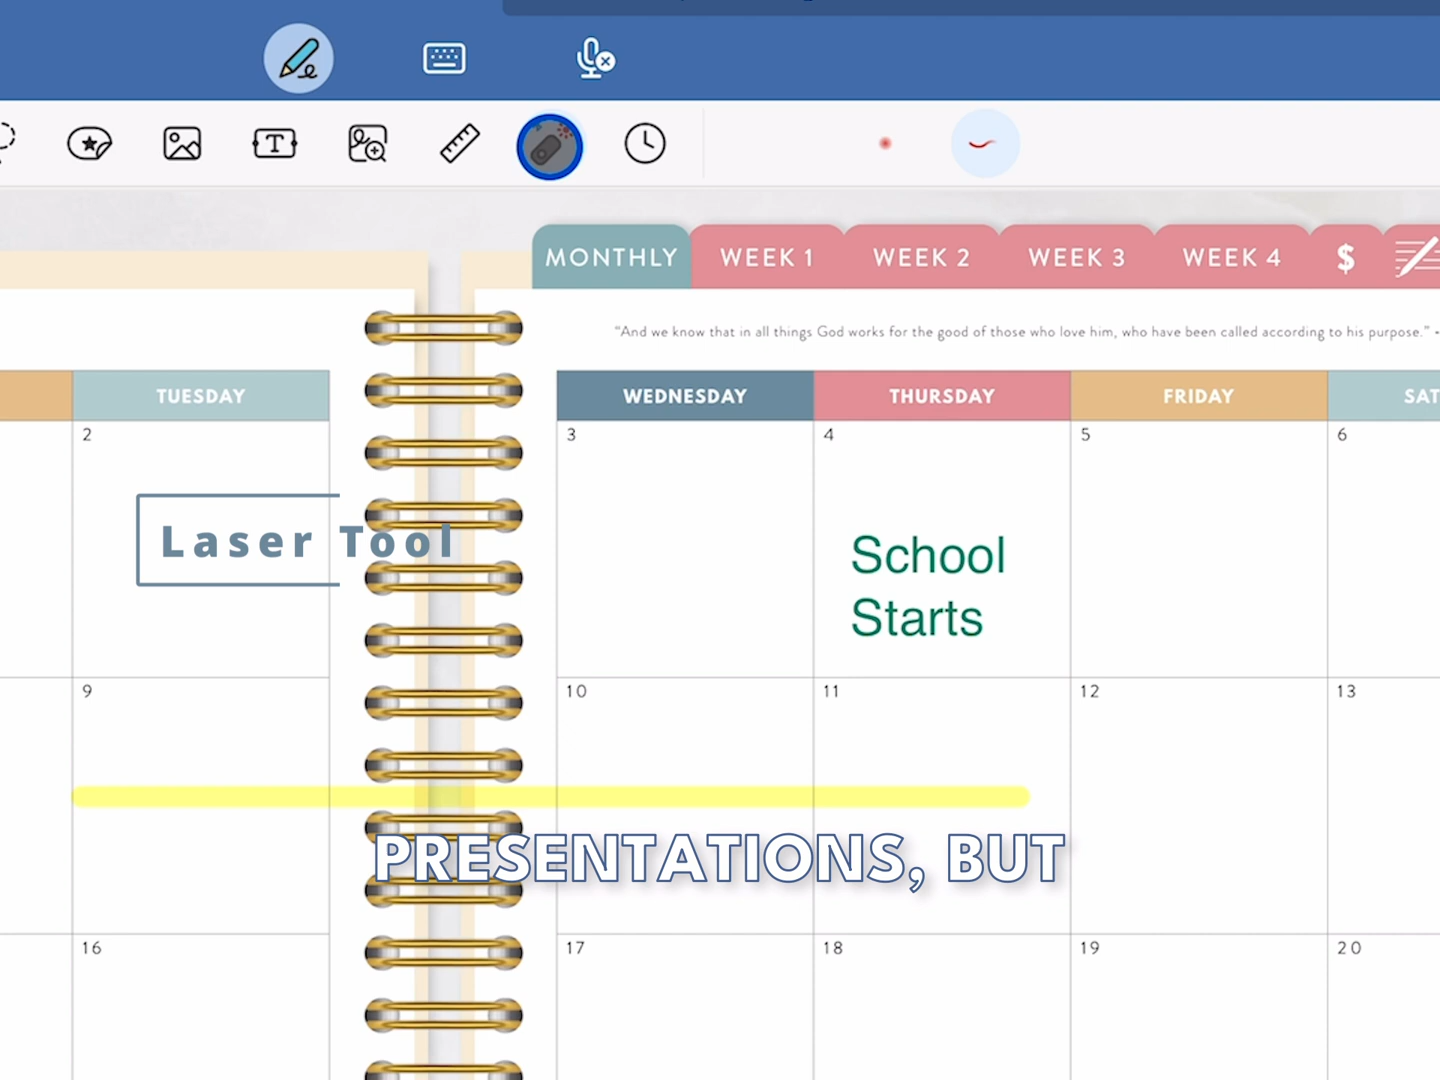 MONTHLY WEEK 1 WEEK 2 WEEK 3 WEEK 4 $
“And we know that in all things God works for the good of those who love him, who have been called according to his purpose.” -
TUESDAY WEDNESDAY THURSDAY FRIDAY SAT
2 3 4 5 6
Laser Tool
School
Starts
9 10 11 12 13
PRESENTATIONS, BUT
16 17 18 19 20